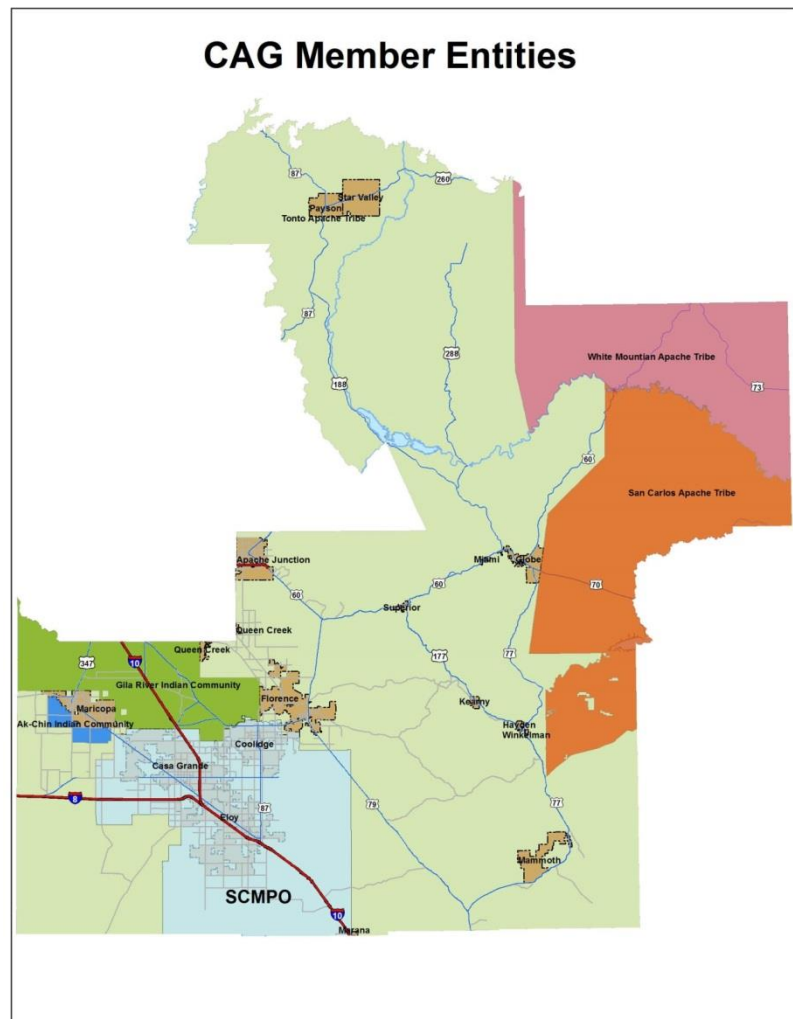 CAG Member Entities
87
260
Star Valley
Payson
Tonto Apache Tribe
87
288
188
White Mountian Apache Tribe
73
60
San Carlos Apache Tribe
Apache Junction
Miami
Globe
60
60
70
Superior
Queen Creek
Queen Creek
347
10
177
77
Gila River Indian Community
Florence
Kearny
Maricopa
Ak-Chin Indian Community
Hayden
Winkelman
Coolidge
Casa Grande
8
87
79
77
Eloy
Mammoth
SCMPO
10
Marana